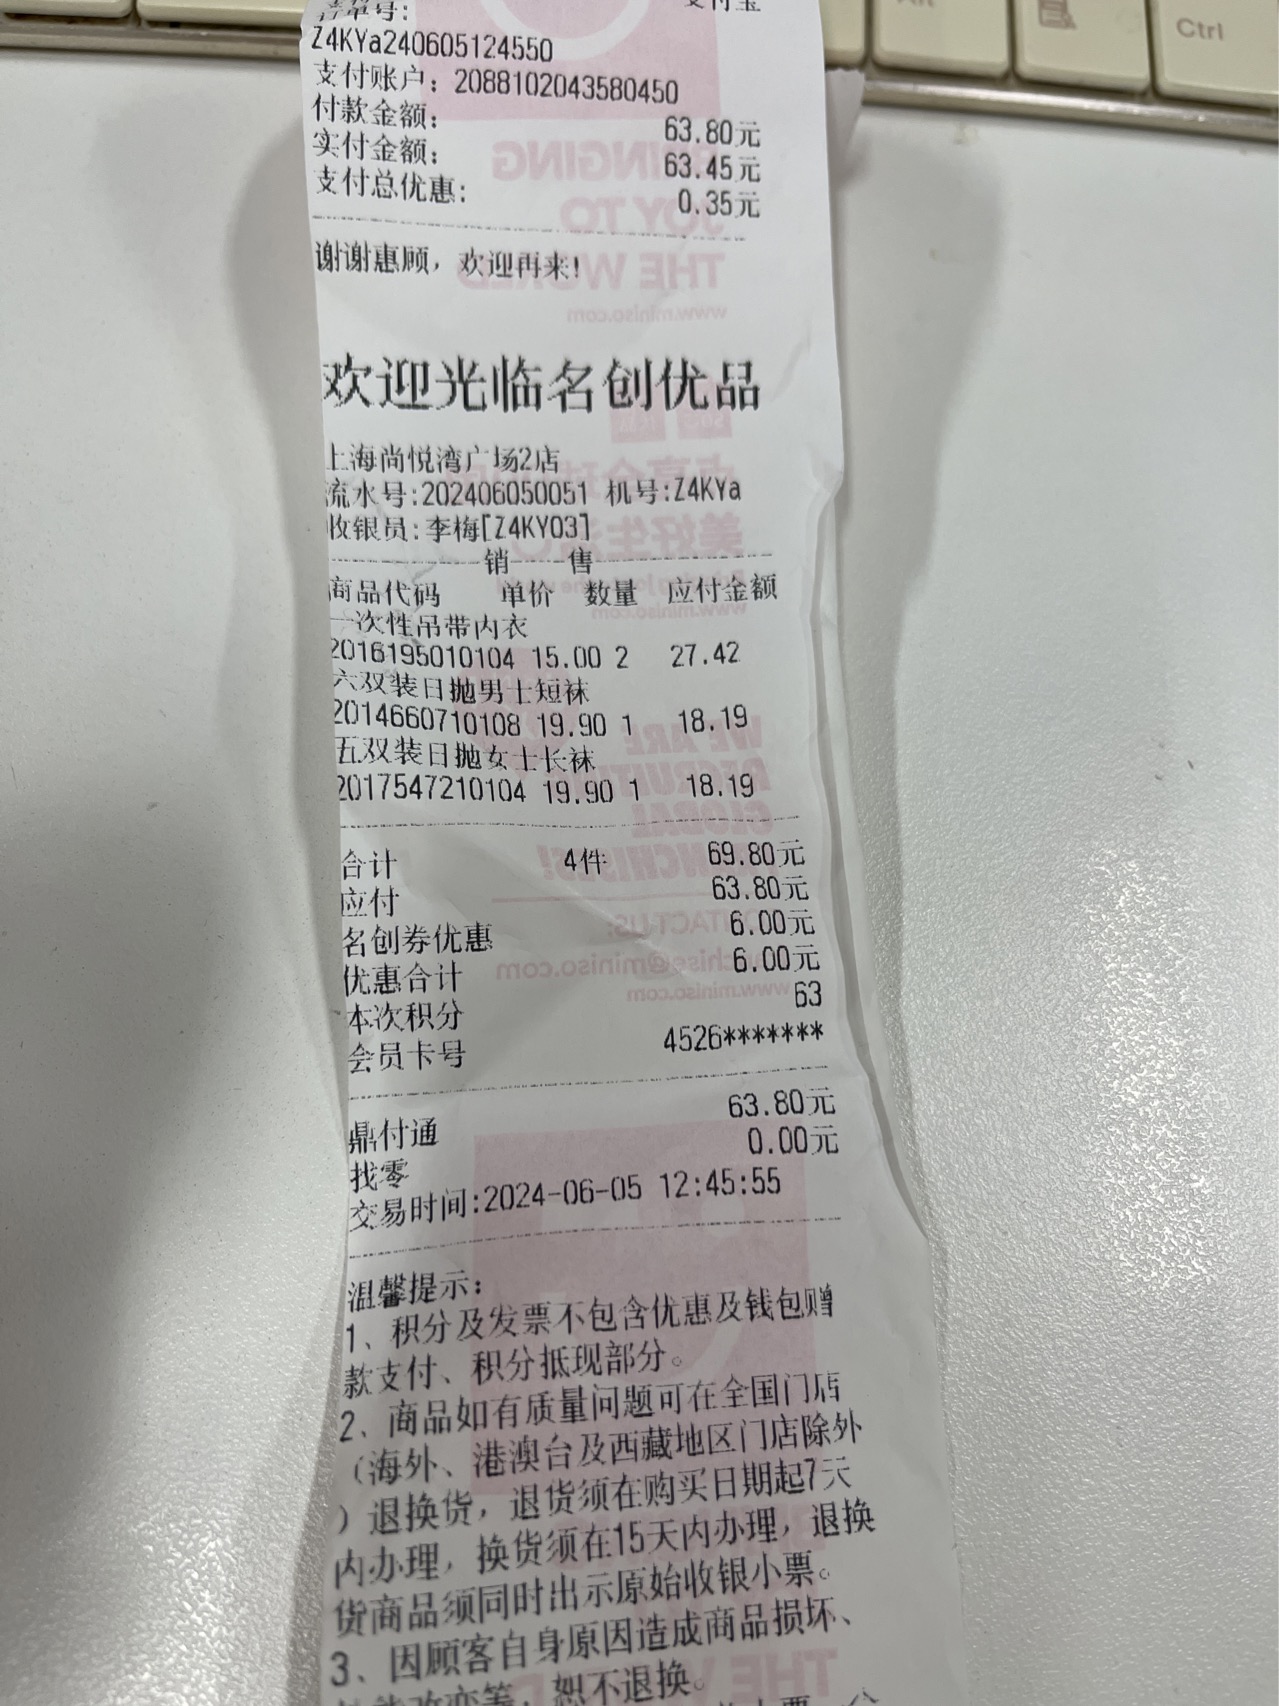 支付宝
Z4KYa240605124550
支付账户：2088102043580450
付款金额： 63.80元
实付金额： 63.45元
支付总优惠： 0.35元
谢谢惠顾，欢迎再来!
欢迎光临名创优品
上海尚悦湾广场2店
流水号:202406050051 机号:Z4KYa
收银员:李梅[Z4KY03]
销 售
商品代码 单价 数量 应付金额
一次性吊带内衣
2016195010104 15.00 2 27.42
六双装日抛男士短袜
2014660710108 19.90 1 18.19
五双装日抛女士长袜
2017547210104 19.90 1 18.19
合计 4件 69.80元
应付 63.80元
名创券优惠 6.00元
优惠合计 6.00元
本次积分 63
会员卡号 4526*******
鼎付通 63.80元
找零 0.00元
交易时间:2024-06-05 12:45:55
温馨提示：
1、积分及发票不包含优惠及钱包赠
款支付、积分抵现部分。
2、商品如有质量问题可在全国门店
（海外、港澳台及西藏地区门店除外
）退换货，退货须在购买日期起7天
内办理，换货须在15天内办理，退换
货商品须同时出示原始收银小票。
3、因顾客自身原因造成商品损坏、
恕不退换。
Ctrl